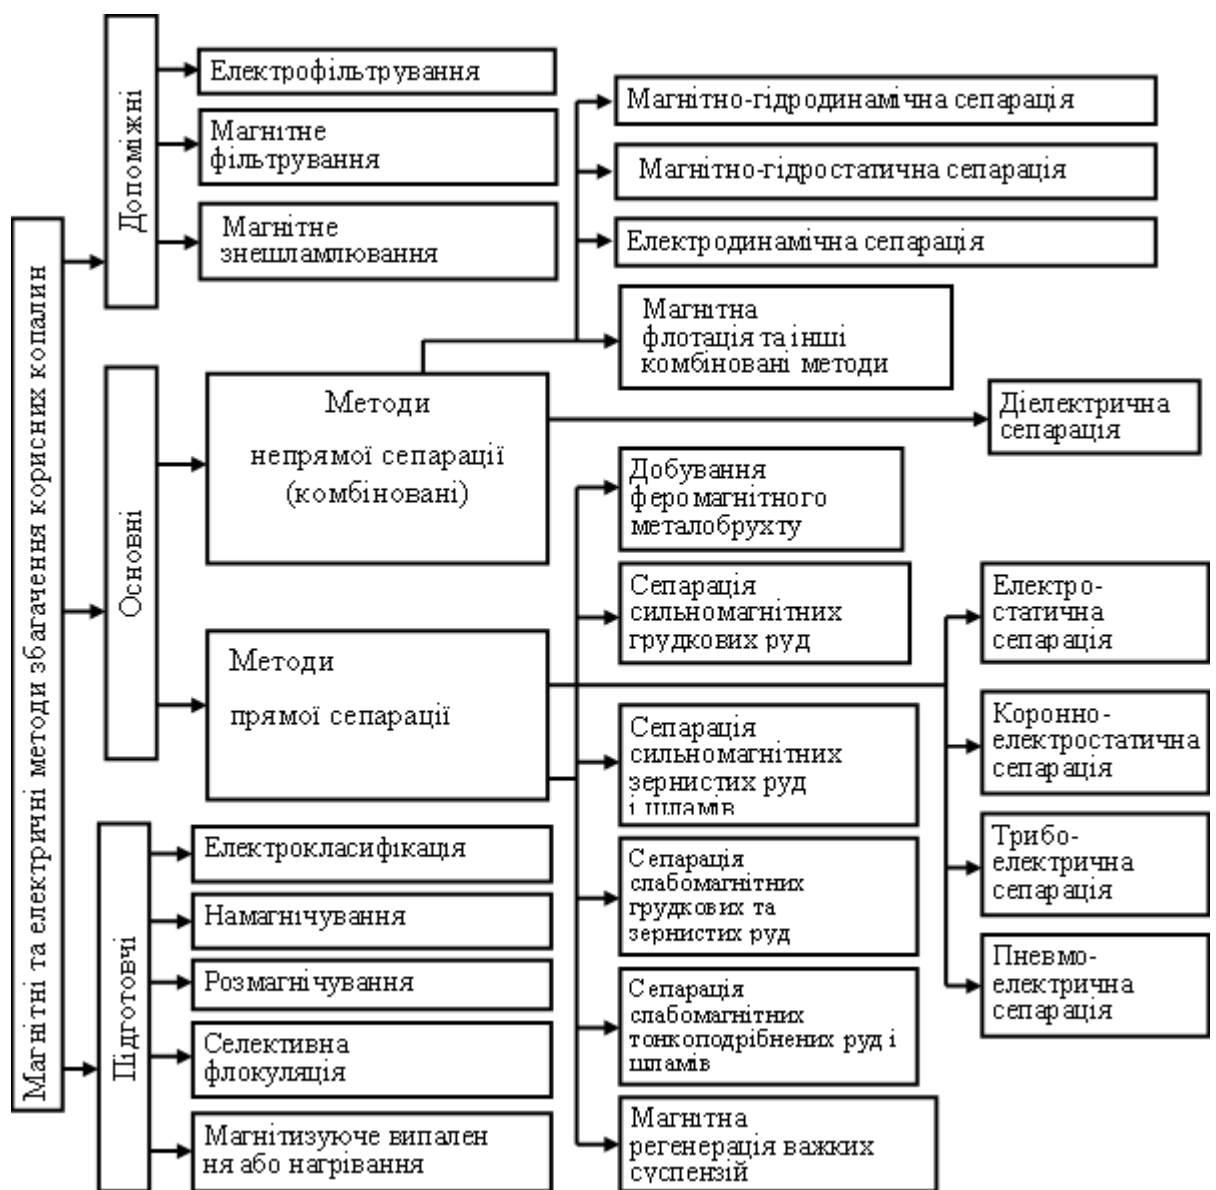 Магнітні та електричні методи збагачення корисних копалин
Допоміжні
Електрофільтрування
Магнітне
фільтрування
Магнітне
знешламлювання
Основні
Методи
непрямої сепарації
(комбіновані)
Магнітно-гідродинамічна сепарація
Магнітно-гідростатична сепарація
Електродинамічна сепарація
Магнітна
флотація та інші
комбіновані методи
Діелектрична
сепарація
Методи
прямої сепарації
Добування
феромагнітного
металобрухту
Сепарація
сильномагнітних
грудкових руд
Сепарація
сильномагнітних
зернистих руд
і шламів
Сепарація
слабомагнітних
грудкових та
зернистих руд
Сепарація
слабомагнітних
тонкоподрібнених руд і
шламів
Магнітна
регенерація важких
суспензій
Електро-
статична
сепарація
Коронно-
електростатична
сепарація
Трибо-
електрична
сепарація
Пневмо-
електрична
сепарація
Підготовчі
Електрокласифікація
Намагнічування
Розмагнічування
Селективна
флокуляція
Магнітизуюче випален
ня або нагрівання